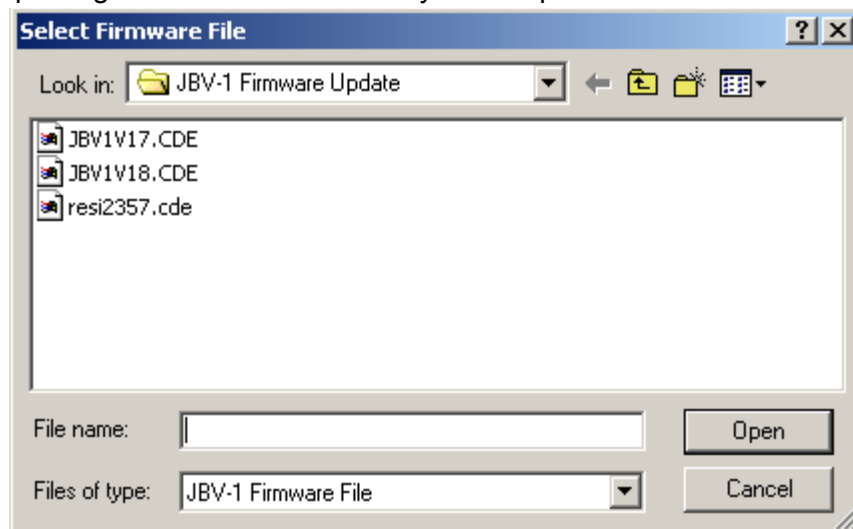 Select Firmware File
Look in: JBV-1 Firmware Update
JBV1V17.CDE
JBV1V18.CDE
resi2357.cde
File name:
Open
Files of type: JBV-1 Firmware File
Cancel